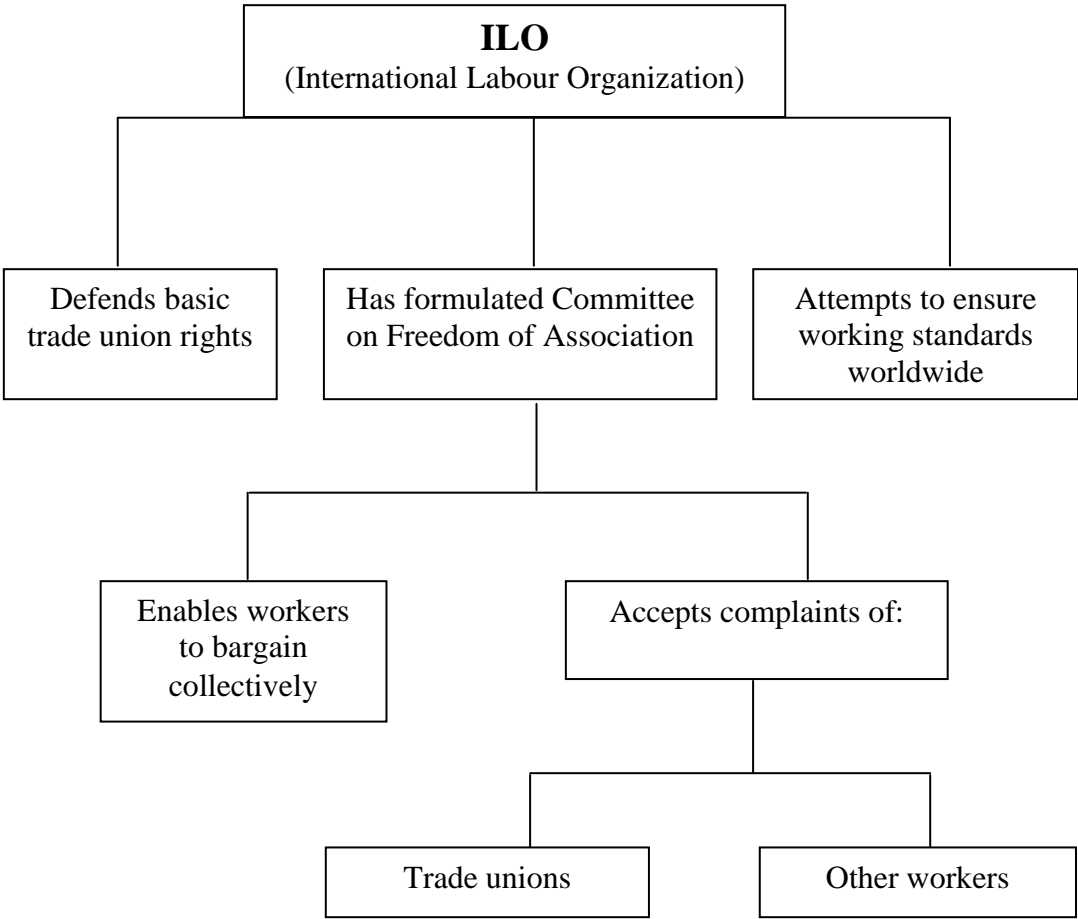 ILO
(International Labour Organization)
Defends basic
trade union rights
Has formulated Committee
on Freedom of Association
Attempts to ensure
working standards
worldwide
Enables workers
to bargain
collectively
Accepts complaints of:
Trade unions
Other workers